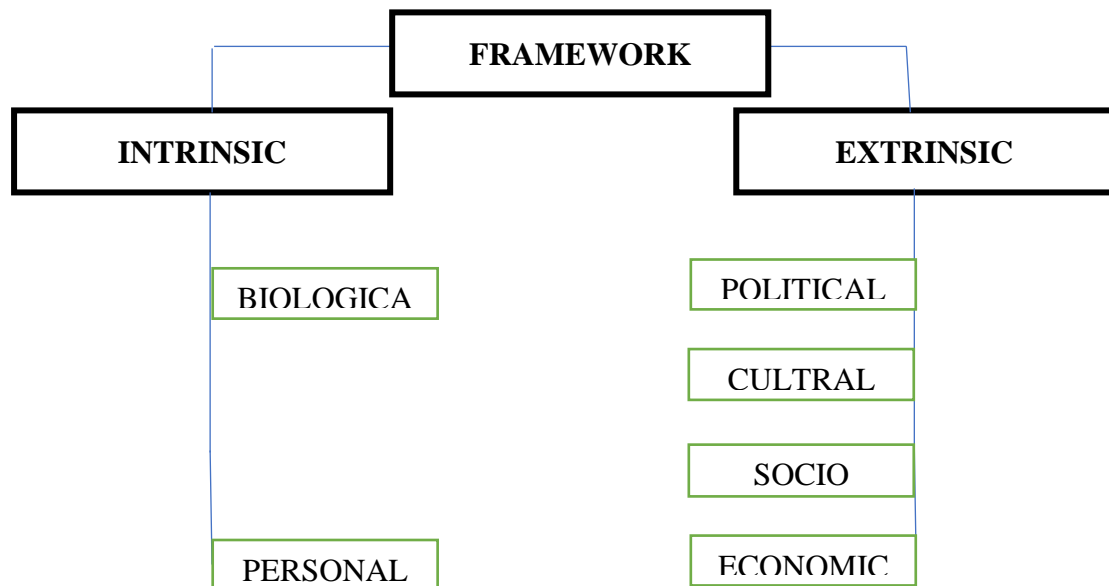 FRAMEWORK
INTRINSIC
EXTRINSIC
BIOLOGICA
POLITICAL
CULTRAL
SOCIO
PERSONAL
ECONOMIC